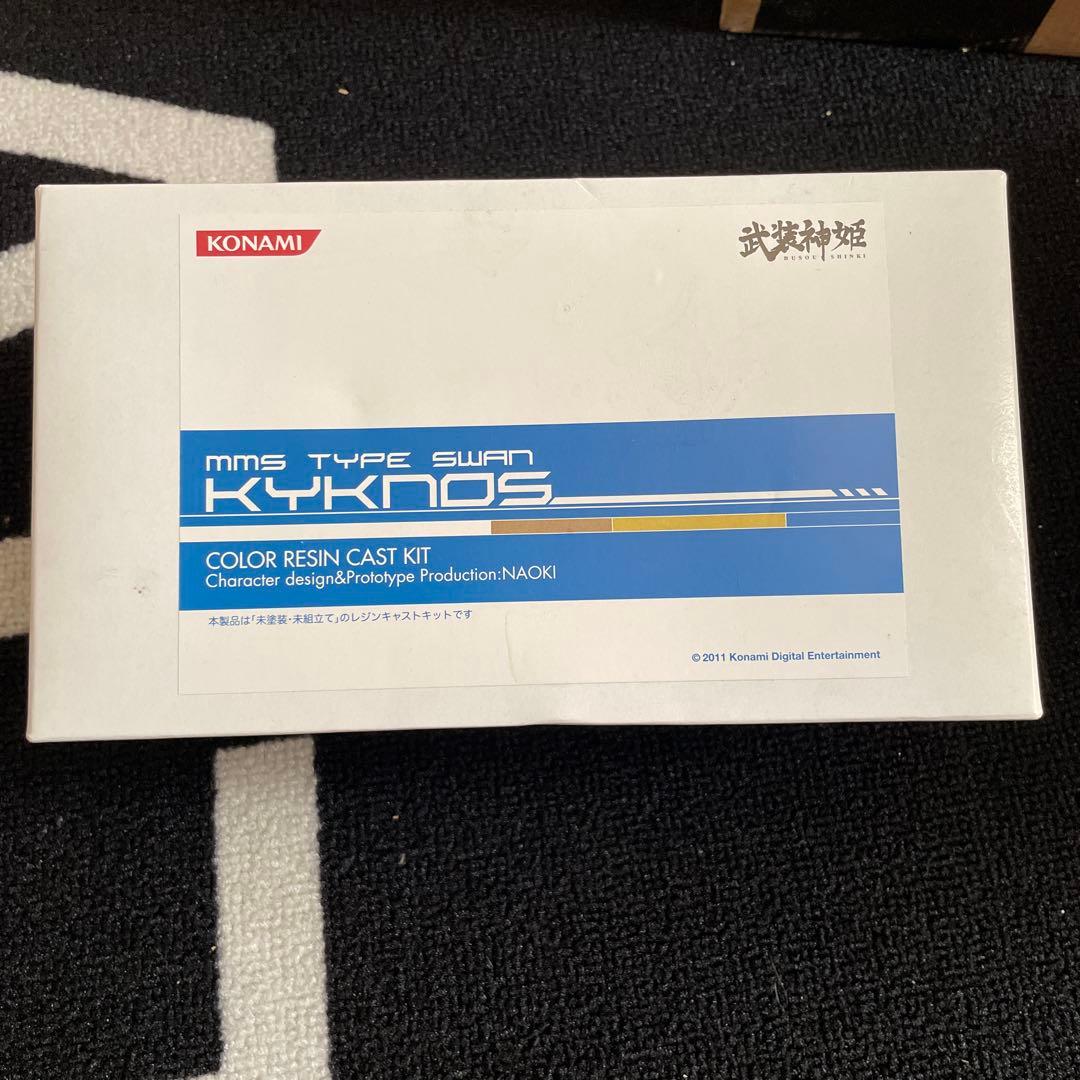 KONAMI
武装神姫
BUSOU SHINKI
MMS TYPE SWAN
KYKNOS
COLOR RESIN CAST KIT
Character design&Prototype Production:NAOKI
本製品は「未塗装・未組立て」のレジンキャストキットです
© 2011 Konami Digital Entertainment